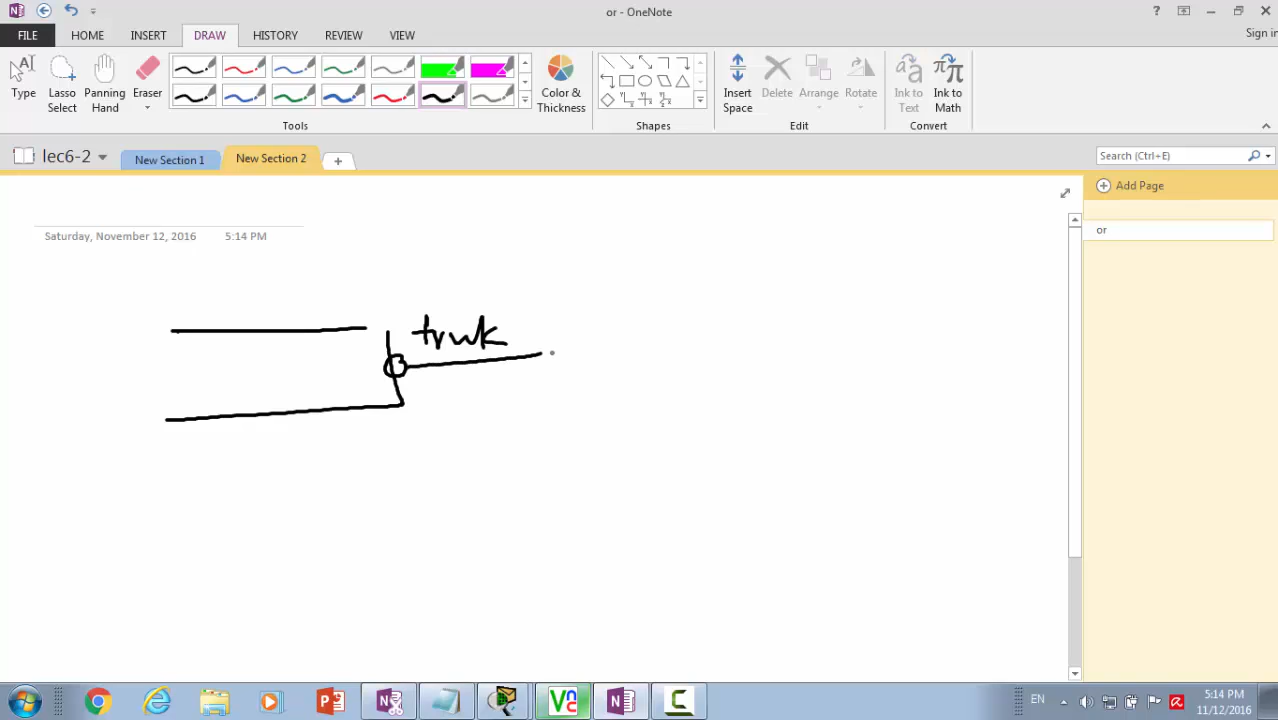 or - OneNote
?
Sign in
FILE
HOME
INSERT
DRAW
HISTORY
REVIEW
VIEW
Type
Lasso Select
Panning Hand
Eraser
Color & Thickness
Insert Space
Delete
Arrange
Rotate
Ink to Text
Ink to Math
Tools
Shapes
Edit
Convert
lec6-2
New Section 1
New Section 2
Search (Ctrl+E)
Add Page
or
Saturday, November 12, 2016 5:14 PM
EN
5:14 PM
11/12/2016